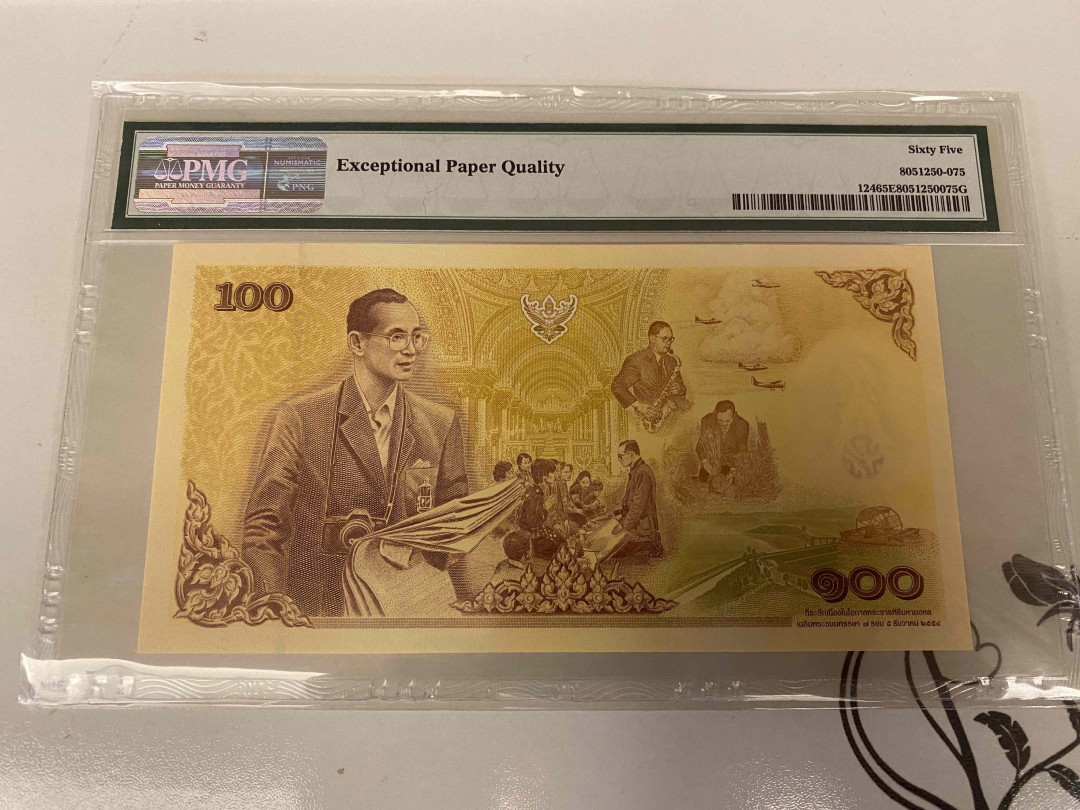 PMG
PAPER MONEY GUARANTY
NUMISMATIC
PNG
Exceptional Paper Quality
Sixty Five
8051250-075
12465E8051250075G
100
๑๐๐
ที่ระลึกเนื่องในโอกาสพระราชพิธีมหามงคล
เฉลิมพระชนมพรรษา ๗ รอบ ๕ ธันวาคม ๒๕๕๔